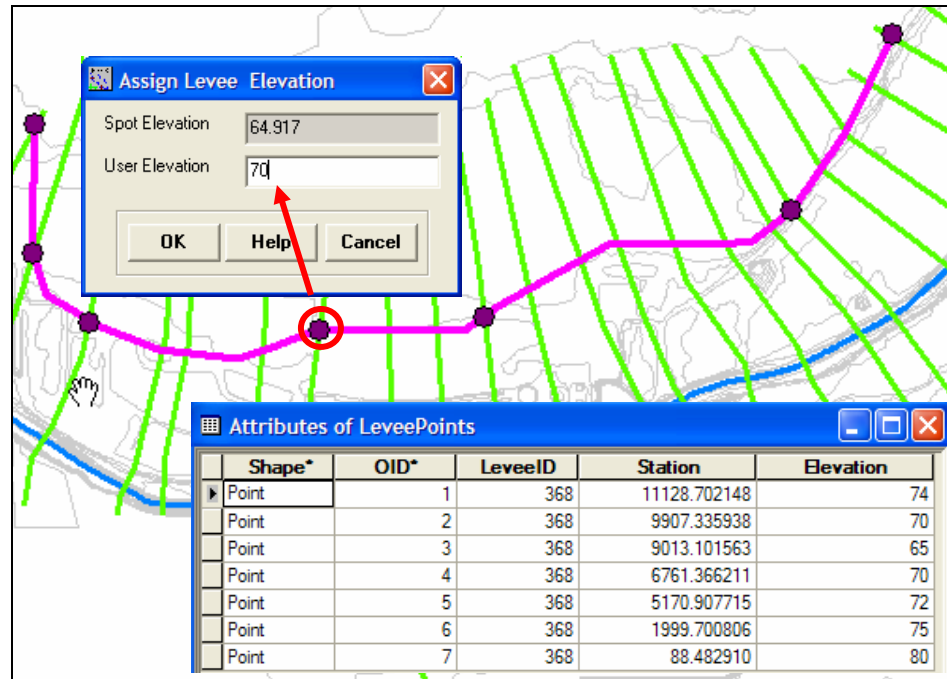 Assign Levee Elevation
Spot Elevation 64.917
User Elevation 70
OK Help Cancel
Attributes of LeveePoints
Shape* OID* LeveeID Station Elevation
Point 1 368 11128.702148 74
Point 2 368 9907.335938 70
Point 3 368 9013.101563 65
Point 4 368 6761.366211 70
Point 5 368 5170.907715 72
Point 6 368 1999.700806 75
Point 7 368 88.482910 80